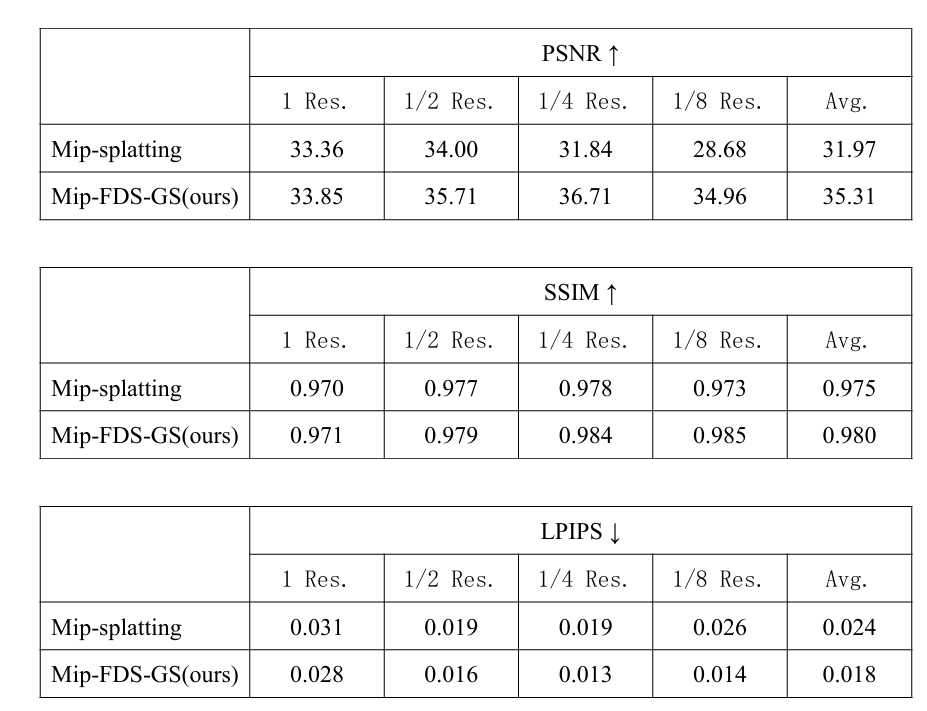 PSNR ↑
1 Res. 1/2 Res. 1/4 Res. 1/8 Res. Avg.
Mip-splatting 33.36 34.00 31.84 28.68 31.97
Mip-FDS-GS(ours) 33.85 35.71 36.71 34.96 35.31
SSIM ↑
1 Res. 1/2 Res. 1/4 Res. 1/8 Res. Avg.
Mip-splatting 0.970 0.977 0.978 0.973 0.975
Mip-FDS-GS(ours) 0.971 0.979 0.984 0.985 0.980
LPIPS ↓
1 Res. 1/2 Res. 1/4 Res. 1/8 Res. Avg.
Mip-splatting 0.031 0.019 0.019 0.026 0.024
Mip-FDS-GS(ours) 0.028 0.016 0.013 0.014 0.018